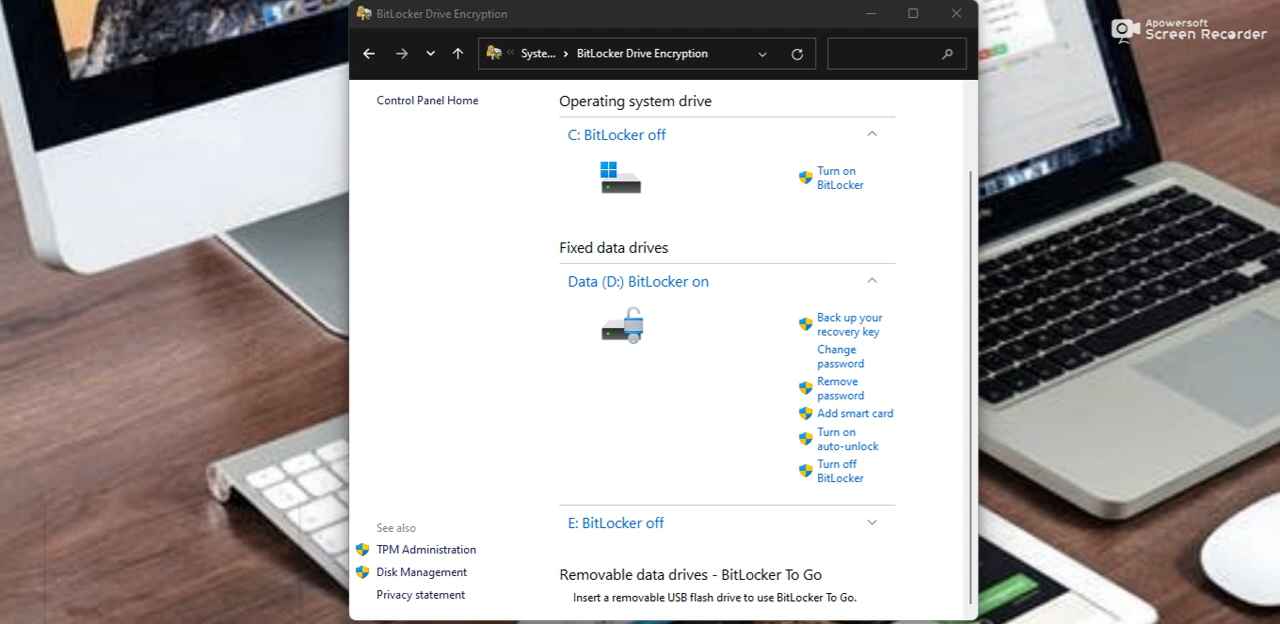 BitLocker Drive Encryption
Apowersoft
Screen Recorder
Syste... BitLocker Drive Encryption
Control Panel Home
Operating system drive
C: BitLocker off
Turn on
BitLocker
Fixed data drives
Data (D:) BitLocker on
Back up your
recovery key
Change
password
Remove
password
Add smart card
Turn on
auto-unlock
Turn off
BitLocker
E: BitLocker off
See also
TPM Administration
Disk Management
Privacy statement
Removable data drives - BitLocker To Go
Insert a removable USB flash drive to use BitLocker To Go.